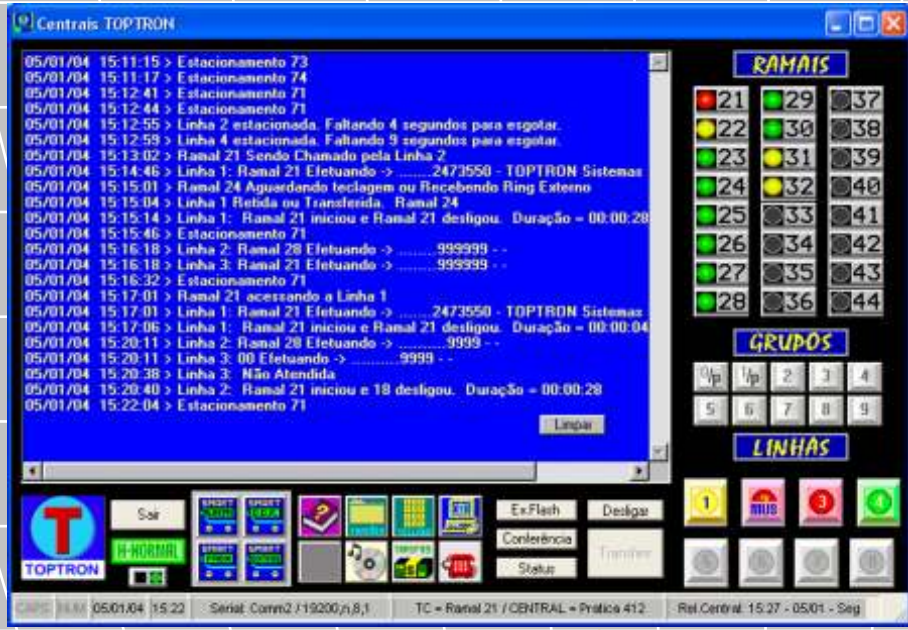 Centrais TOPTRON
05/01/04 15:11:15 > Estacionamento 73
05/01/04 15:11:17 > Estacionamento 74
05/01/04 15:12:41 > Estacionamento 71
05/01/04 15:12:44 > Estacionamento 71
05/01/04 15:12:55 > Linha 2 estacionada. Faltando 4 segundos para esgotar.
05/01/04 15:12:59 > Linha 4 estacionada. Faltando 9 segundos para esgotar.
05/01/04 15:13:02 > Ramal 21 Sendo Chamado pela Linha 2
05/01/04 15:14:46 > Linha 1: Ramal 21 Efetuando -> ........2473550 - TOPTRON Sistemas
05/01/04 15:15:01 > Ramal 24 Aguardando teclagem ou Recebendo Ring Externo
05/01/04 15:15:04 > Linha 1 Retida ou Transferida. Ramal 24
05/01/04 15:15:14 > Linha 1: Ramal 21 iniciou e Ramal 21 desligou. Duração = 00:00:28
05/01/04 15:15:46 > Estacionamento 71
05/01/04 15:16:18 > Linha 2: Ramal 28 Efetuando -> .........999999 - -
05/01/04 15:16:18 > Linha 3: Ramal 21 Efetuando -> .........999999 - -
05/01/04 15:16:32 > Estacionamento 71
05/01/04 15:17:01 > Ramal 21 acessando a Linha 1
05/01/04 15:17:01 > Linha 1: Ramal 21 Efetuando -> ........2473550 - TOPTRON Sistemas
05/01/04 15:17:06 > Linha 1: Ramal 21 iniciou e Ramal 21 desligou. Duração = 00:00:04
05/01/04 15:20:11 > Linha 2: Ramal 28 Efetuando -> ...........9999 - -
05/01/04 15:20:11 > Linha 3: 00 Efetuando -> ...........9999 - -
05/01/04 15:20:38 > Linha 3: Não Atendida
05/01/04 15:20:40 > Linha 2: Ramal 21 iniciou e 18 desligou. Duração = 00:00:28
05/01/04 15:22:04 > Estacionamento 71
Limpar
RAMAIS
21 29 37
22 30 38
23 31 39
24 32 40
25 33 41
26 34 42
27 35 43
28 36 44
GRUPOS
0/p 1/p 2 3 4
5 6 7 8 9
LINHAS
1 MUS 3 4
5 6 7 8
T
TOPTRON
Sair
H-NORMAL
SMART SMART
SMART SMART
Ex.Flash Desligar
Conferência
Status
Transfere
CAPS NUM 05/01/04 15:22 Serial: Comm2 / 19200,n,8,1 TC = Ramal 21 / CENTRAL = Pratica 412 Rel.Central: 15:27 - 05/01 - Seg